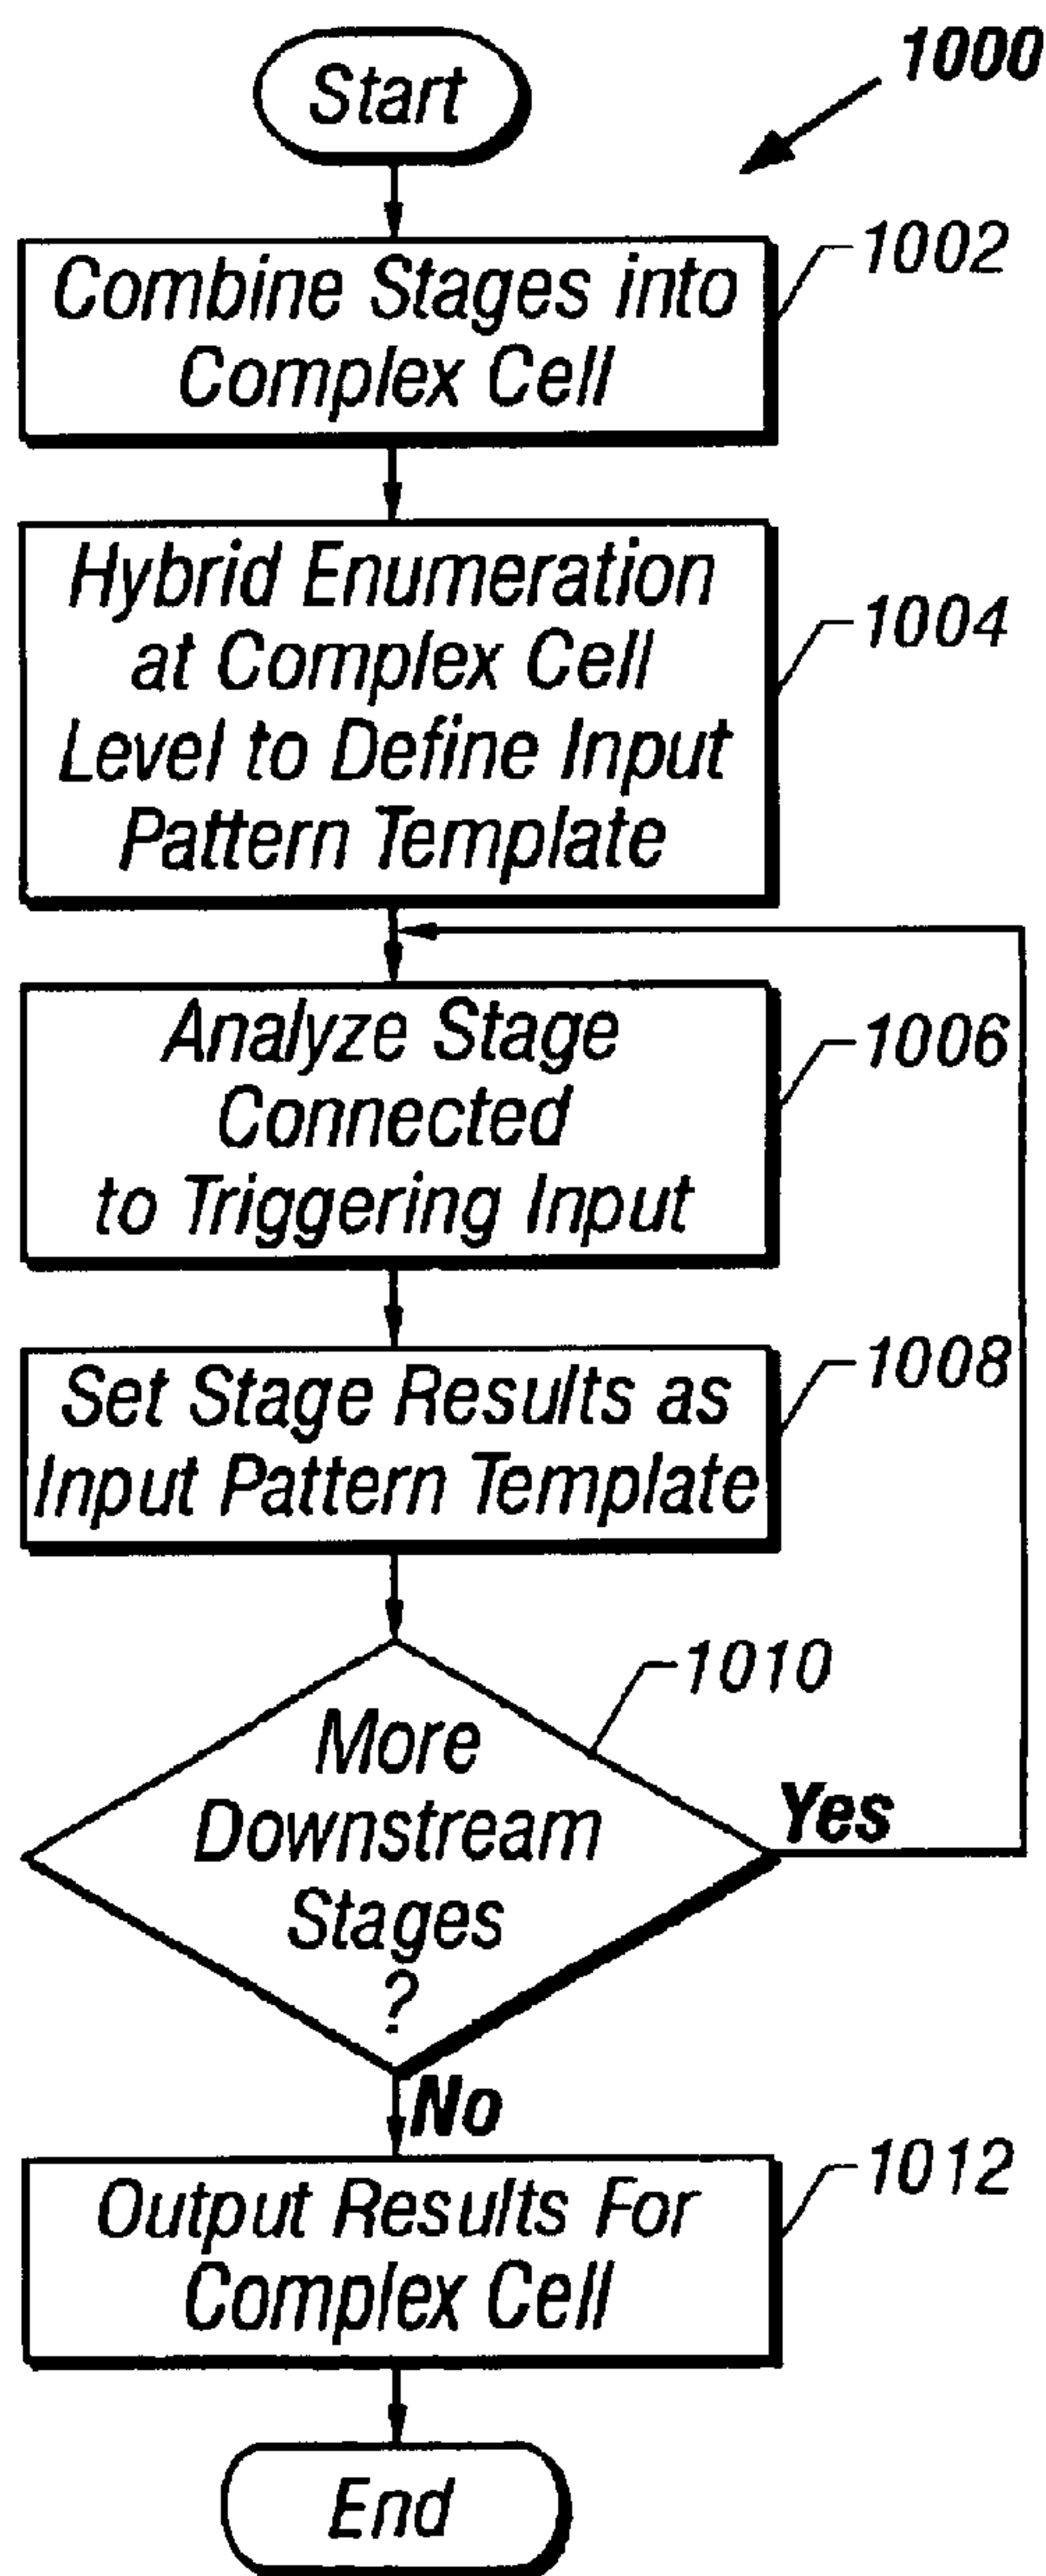 Start
1000
Combine Stages into
Complex Cell
1002
Hybrid Enumeration
at Complex Cell
Level to Define Input
Pattern Template
1004
Analyze Stage
Connected
to Triggering Input
1006
Set Stage Results as
Input Pattern Template
1008
More
Downstream
Stages
?
1010
Yes
No
Output Results For
Complex Cell
1012
End